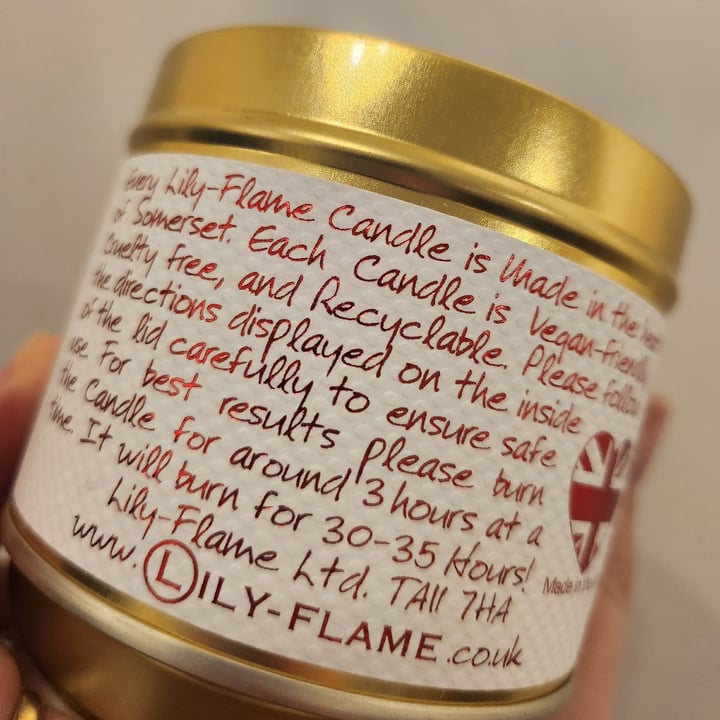 Every Lily-Flame Candle is Made in the hear
of Somerset. Each Candle is Vegan-friendly
Cruelty free, and Recyclable. Please follow
the directions displayed on the inside
of the lid carefully to ensure safe
use. For best results please burn
the Candle for around 3 hours at a
time. It will burn for 30-35 Hours!
Lily-Flame Ltd. TA11 7HA
www.LILY-FLAME.co.uk
Made in